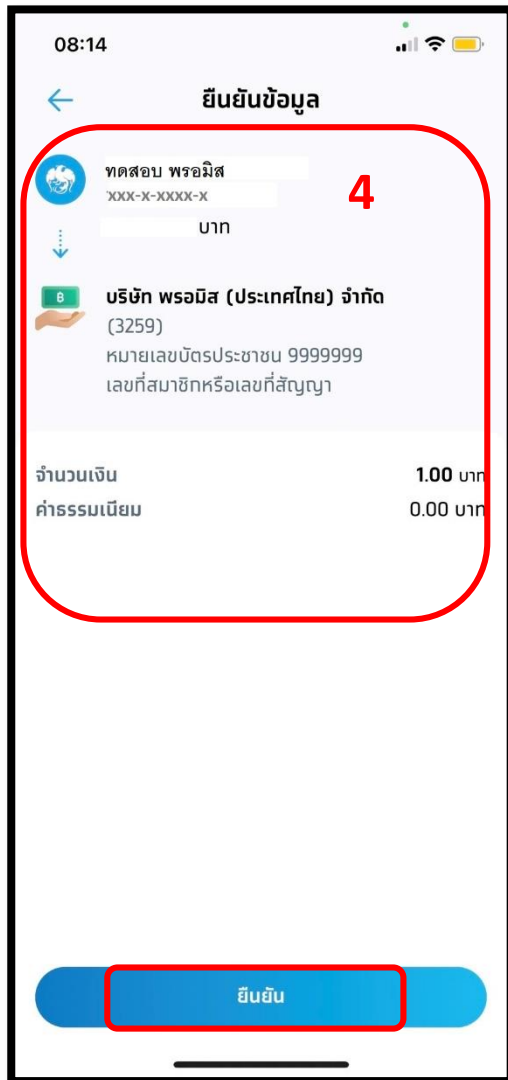 08:14
ยืนยันข้อมูล
ทดสอบ พรอมิส
xxx-x-xxxx-x
4
บาท
บริษัท พรอมิส (ประเทศไทย) จำกัด
(3259)
หมายเลขบัตรประชาชน 9999999
เลขที่สมาชิกหรือเลขที่สัญญา
จำนวนเงิน 1.00 บาท
ค่าธรรมเนียม 0.00 บาท
ยืนยัน